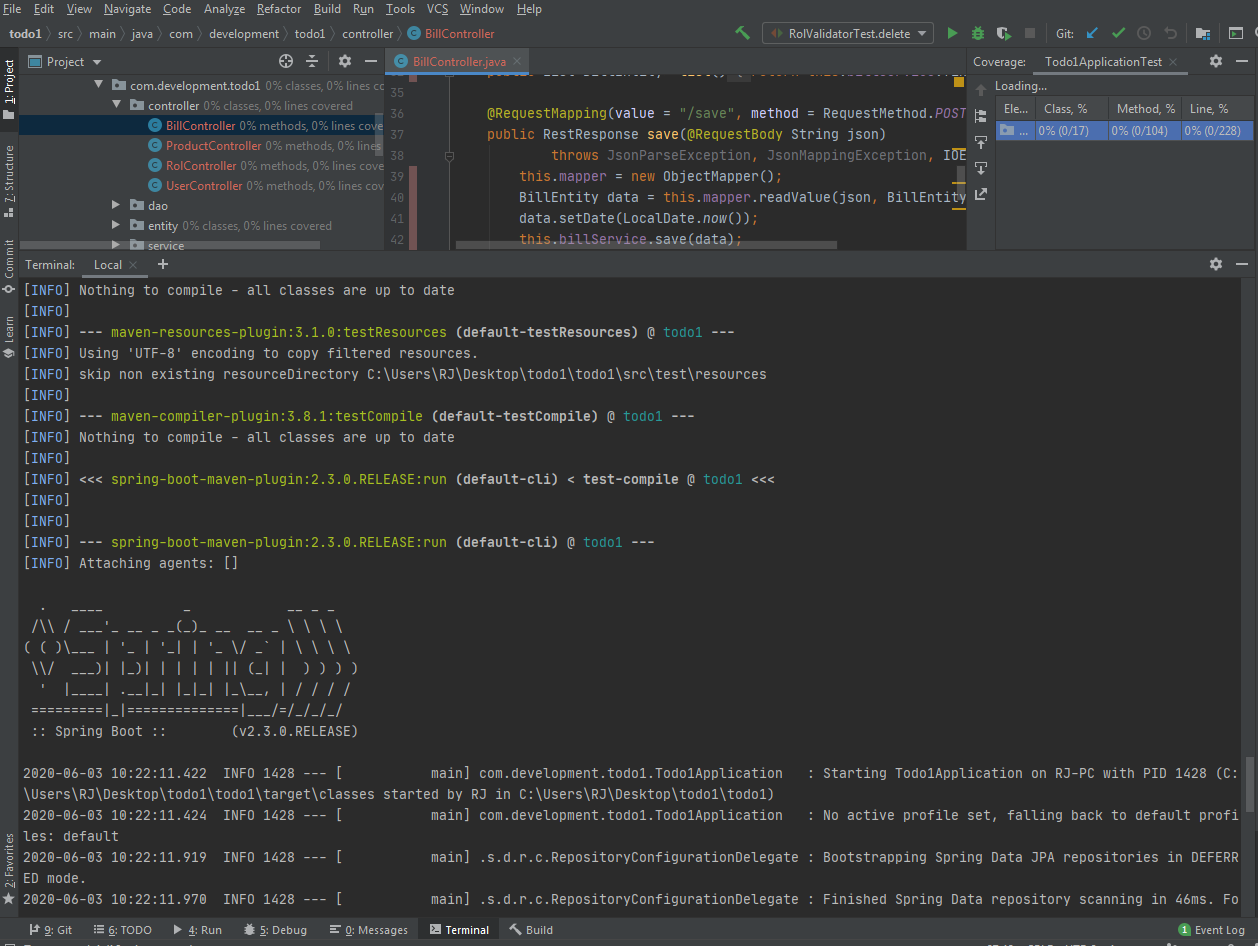 File Edit View Navigate Code Analyze Refactor Build Run Tools VCS Window Help
todo1 src main java com development todo1 controller BillController RolValidatorTest.delete Git:
1: Project
Project
BillController.java
Coverage: Todo1ApplicationTest
com.development.todo1 0% classes, 0% lines co
controller 0% classes, 0% lines covered
BillController 0% methods, 0% lines cove
ProductController 0% methods, 0% lines c
RolController 0% methods, 0% lines cove
UserController 0% methods, 0% lines cov
dao
entity 0% classes, 0% lines covered
service
35
36 @RequestMapping(value = "/save", method = RequestMethod.POST
37 public RestResponse save(@RequestBody String json)
38 throws JsonParseException, JsonMappingException, IOE
39 this.mapper = new ObjectMapper();
40 BillEntity data = this.mapper.readValue(json, BillEntity
41 data.setDate(LocalDate.now());
42 this.billService.save(data);
Loading...
Ele... Class, % Method, % Line, %
... 0% (0/17) 0% (0/104) 0% (0/228)
7: Structure
Commit
Learn
2: Favorites
Terminal: Local +
[INFO] Nothing to compile - all classes are up to date
[INFO]
[INFO] --- maven-resources-plugin:3.1.0:testResources (default-testResources) @ todo1 ---
[INFO] Using 'UTF-8' encoding to copy filtered resources.
[INFO] skip non existing resourceDirectory C:\Users\RJ\Desktop\todo1\todo1\src\test\resources
[INFO]
[INFO] --- maven-compiler-plugin:3.8.1:testCompile (default-testCompile) @ todo1 ---
[INFO] Nothing to compile - all classes are up to date
[INFO]
[INFO] <<< spring-boot-maven-plugin:2.3.0.RELEASE:run (default-cli) < test-compile @ todo1 <<<
[INFO]
[INFO]
[INFO] --- spring-boot-maven-plugin:2.3.0.RELEASE:run (default-cli) @ todo1 ---
[INFO] Attaching agents: []
  .   ____          _            __ _ _
 /\\ / ___'_ __ _ _(_)_ __  __ _ \ \ \ \
( ( )\___ | '_ | '_| | '_ \/ _` | \ \ \ \
 \\/  ___)| |_)| | | | | || (_| |  ) ) ) )
  '  |____| .__|_| |_|_| |_\__, | / / / /
 =========|_|==============|___/=/_/_/_/
:: Spring Boot :: (v2.3.0.RELEASE)
2020-06-03 10:22:11.422 INFO 1428 --- [ main] com.development.todo1.Todo1Application : Starting Todo1Application on RJ-PC with PID 1428 (C:
\Users\RJ\Desktop\todo1\todo1\target\classes started by RJ in C:\Users\RJ\Desktop\todo1\todo1)
2020-06-03 10:22:11.424 INFO 1428 --- [ main] com.development.todo1.Todo1Application : No active profile set, falling back to default profi
les: default
2020-06-03 10:22:11.919 INFO 1428 --- [ main] .s.d.r.c.RepositoryConfigurationDelegate : Bootstrapping Spring Data JPA repositories in DEFERR
ED mode.
2020-06-03 10:22:11.970 INFO 1428 --- [ main] .s.d.r.c.RepositoryConfigurationDelegate : Finished Spring Data repository scanning in 46ms. Fo
9: Git 6: TODO 4: Run 5: Debug 0: Messages Terminal Build 1 Event Log